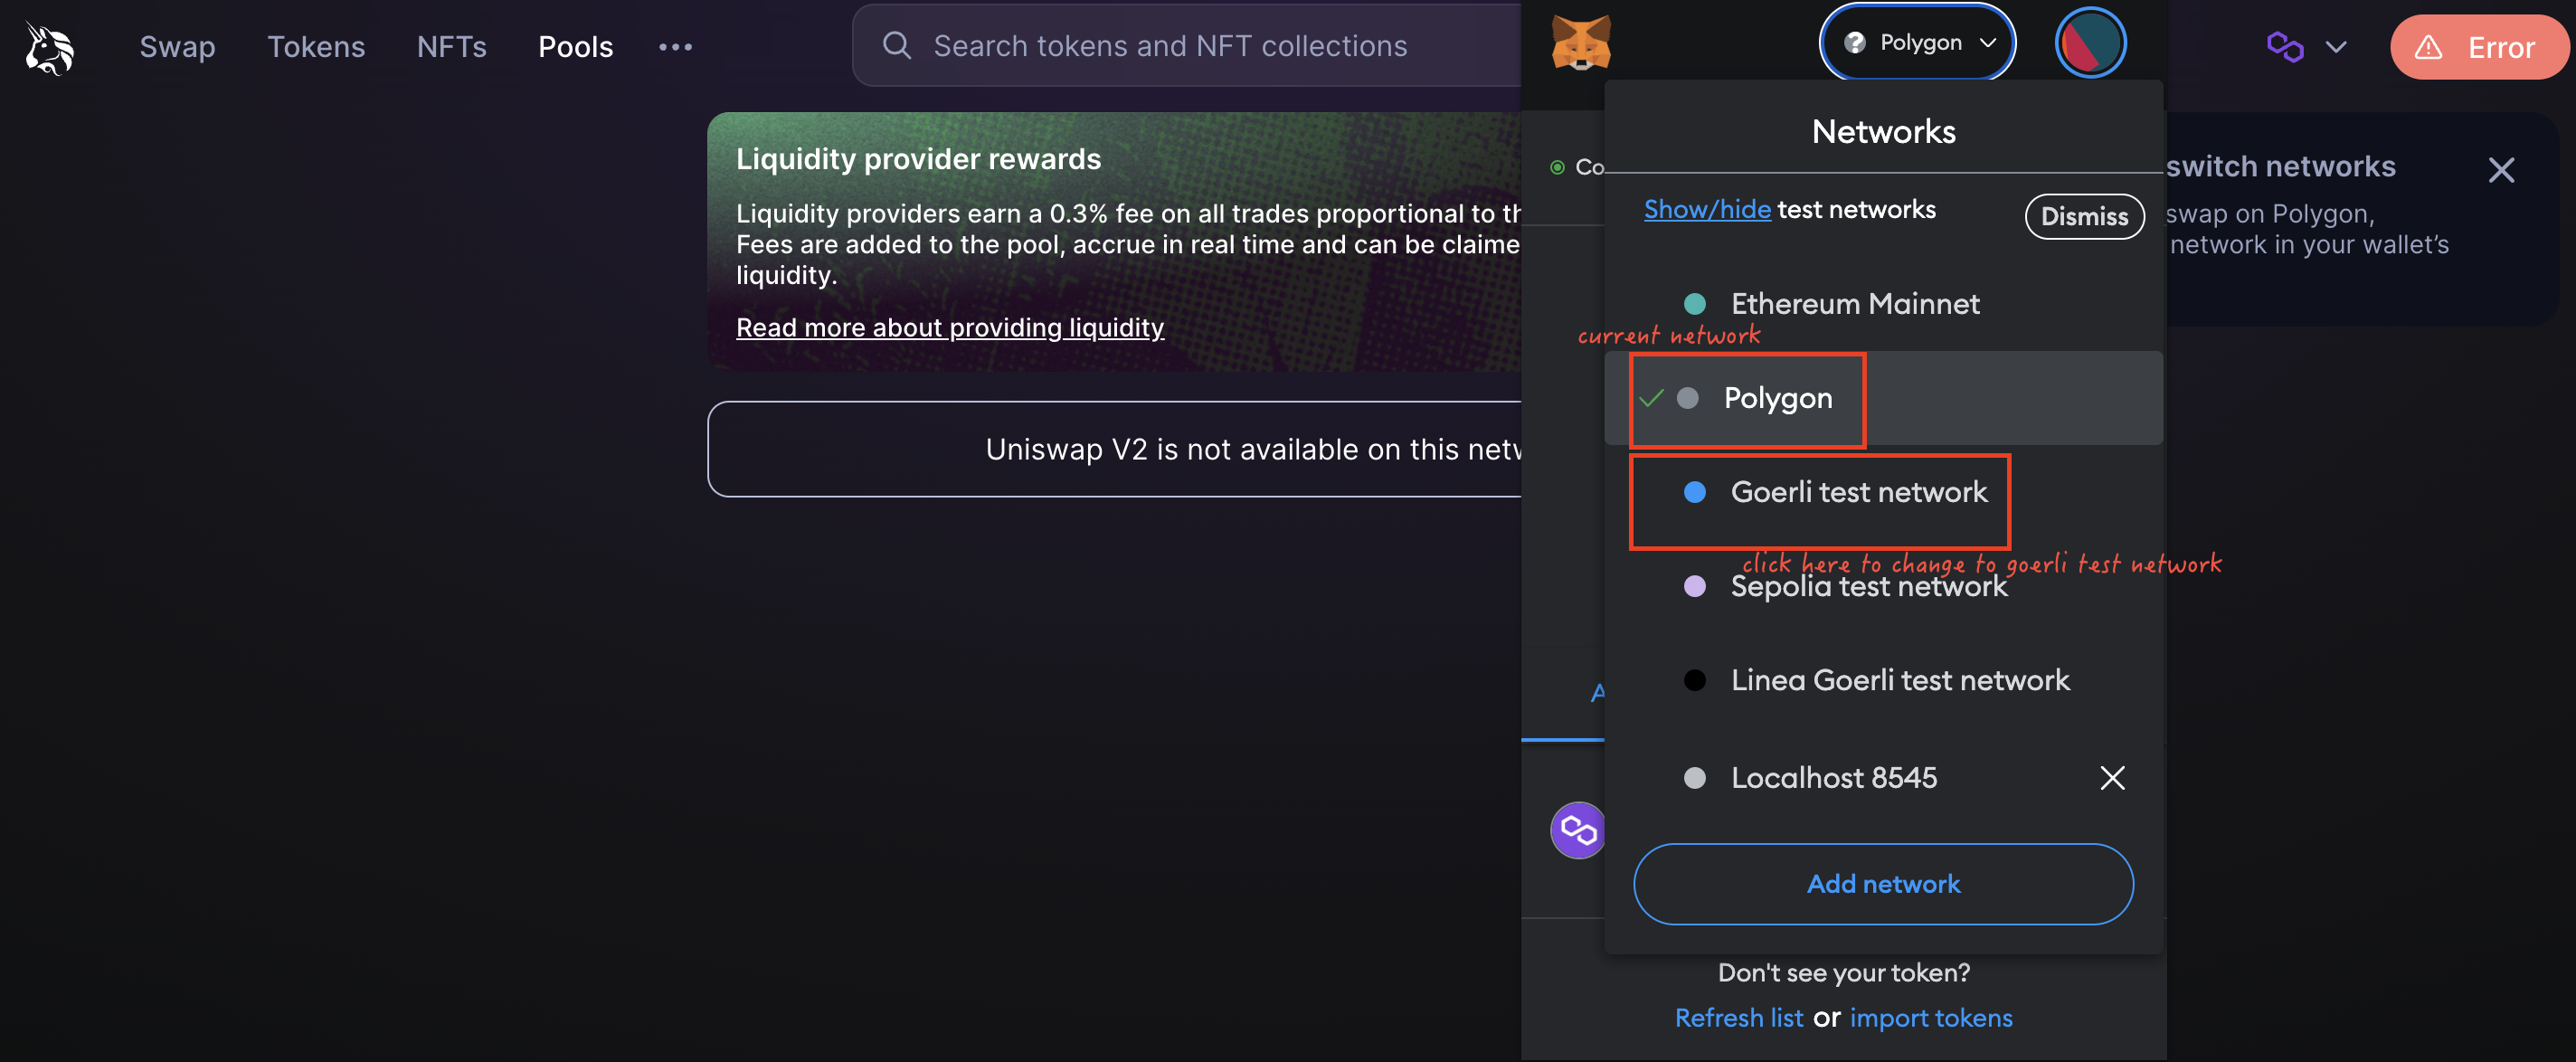 Swap Tokens NFTs Pools
Search tokens and NFT collections
Polygon
Error
Liquidity provider rewards
Liquidity providers earn a 0.3% fee on all trades proportional to th
Fees are added to the pool, accrue in real time and can be claime
liquidity.
Read more about providing liquidity
Uniswap V2 is not available on this netw
Co
Networks
Show/hide test networks
Dismiss
Ethereum Mainnet
current network
Polygon
Goerli test network
click here to change to goerli test network
Sepolia test network
Linea Goerli test network
Localhost 8545
Add network
A
Don't see your token?
Refresh list or import tokens
switch networks
swap on Polygon,
network in your wallet’s